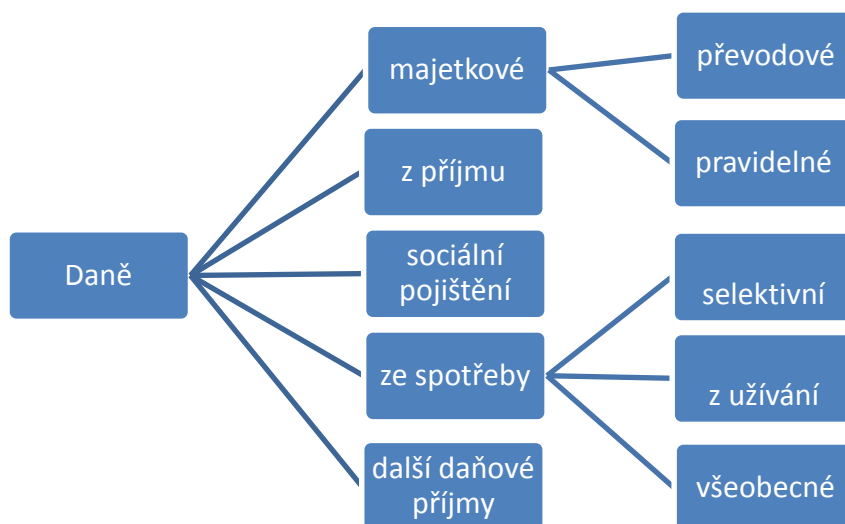 Daně
majetkové
z příjmu
sociální
pojištění
ze spotřeby
další daňové
příjmy
převodové
pravidelné
selektivní
z užívání
všeobecné